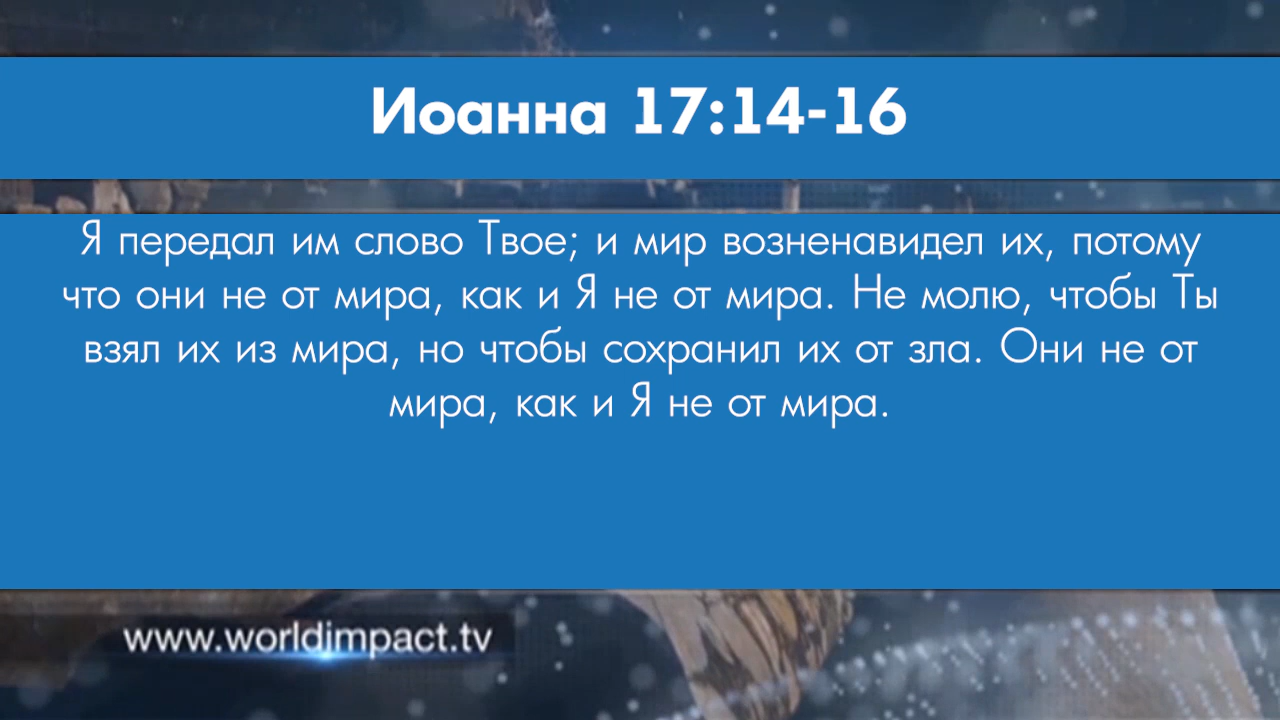 Иоанна 17:14-16
Я передал им слово Твое; и мир возненавидел их, потому
что они не от мира, как и Я не от мира. Не молю, чтобы Ты
взял их из мира, но чтобы сохранил их от зла. Они не от
мира, как и Я не от мира.
www.worldimpact.tv